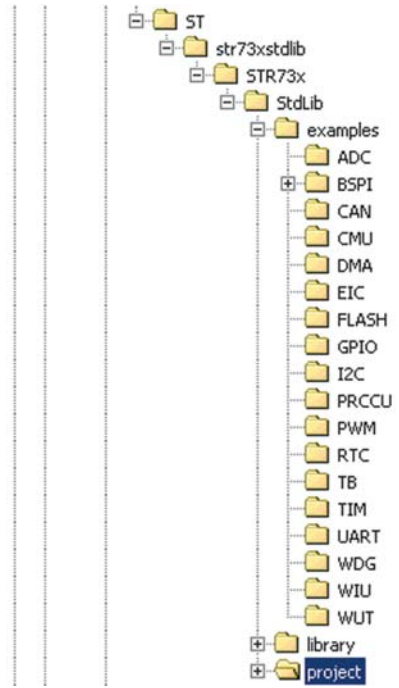 ST
str73xstdlib
STR73x
StdLib
examples
ADC
BSPI
CAN
CMU
DMA
EIC
FLASH
GPIO
I2C
PRCCU
PWM
RTC
TB
TIM
UART
WDG
WIU
WUT
library
project